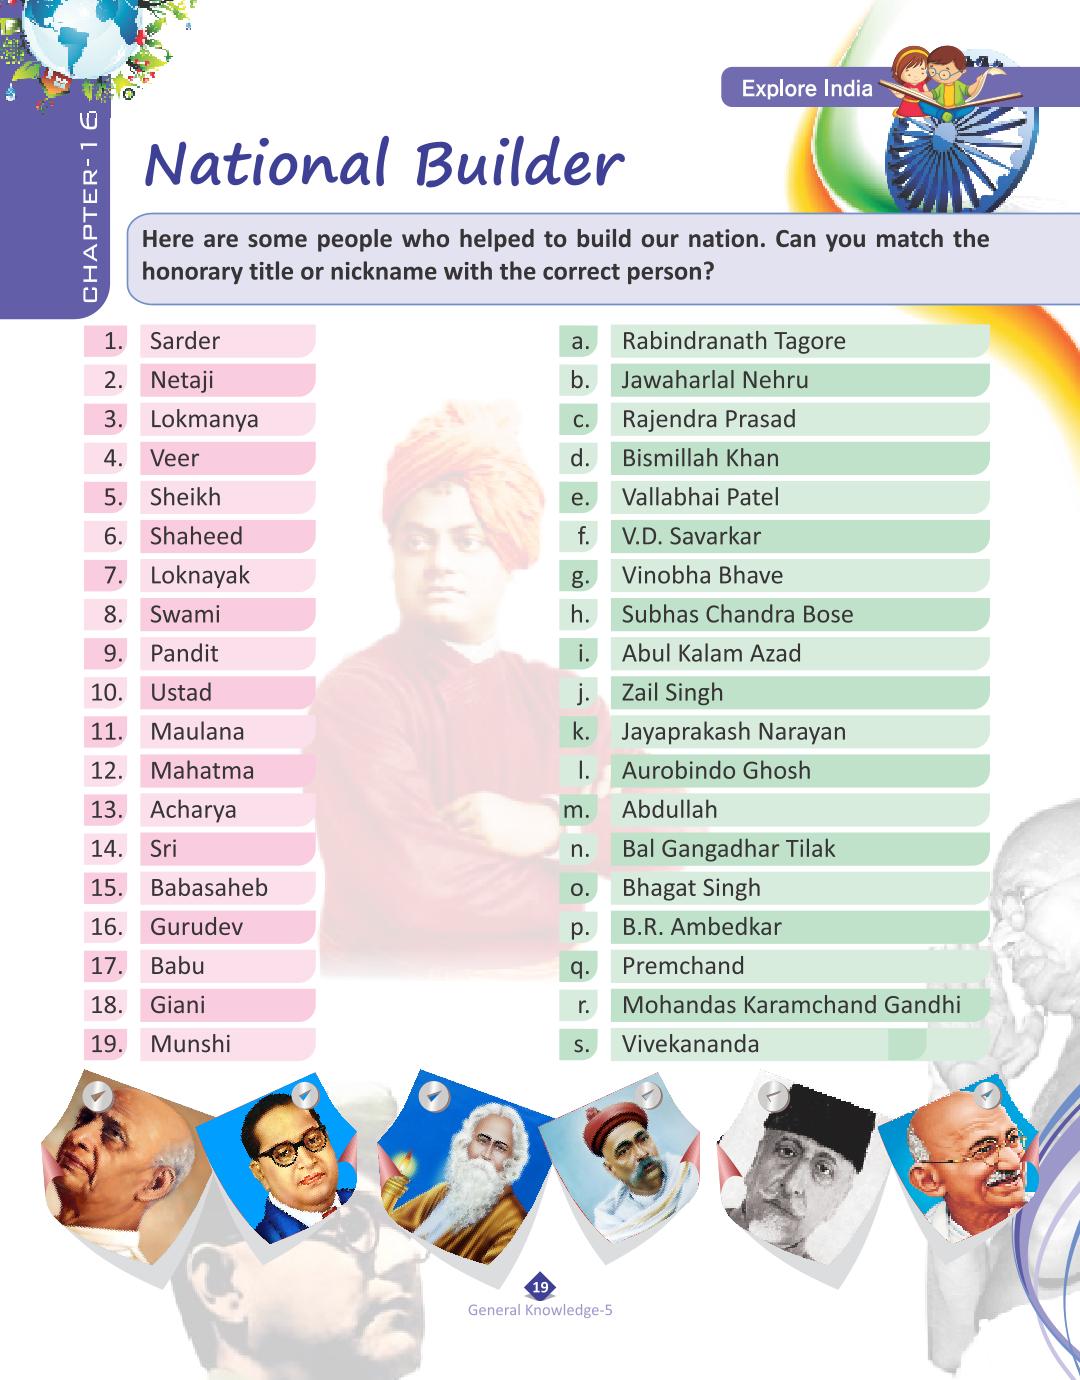 Explore India
CHAPTER-16
National Builder
Here are some people who helped to build our nation. Can you match the
honorary title or nickname with the correct person?
1. Sarder a. Rabindranath Tagore
2. Netaji b. Jawaharlal Nehru
3. Lokmanya c. Rajendra Prasad
4. Veer d. Bismillah Khan
5. Sheikh e. Vallabhai Patel
6. Shaheed f. V.D. Savarkar
7. Loknayak g. Vinobha Bhave
8. Swami h. Subhas Chandra Bose
9. Pandit i. Abul Kalam Azad
10. Ustad j. Zail Singh
11. Maulana k. Jayaprakash Narayan
12. Mahatma l. Aurobindo Ghosh
13. Acharya m. Abdullah
14. Sri n. Bal Gangadhar Tilak
15. Babasaheb o. Bhagat Singh
16. Gurudev p. B.R. Ambedkar
17. Babu q. Premchand
18. Giani r. Mohandas Karamchand Gandhi
19. Munshi s. Vivekananda
19
General Knowledge-5